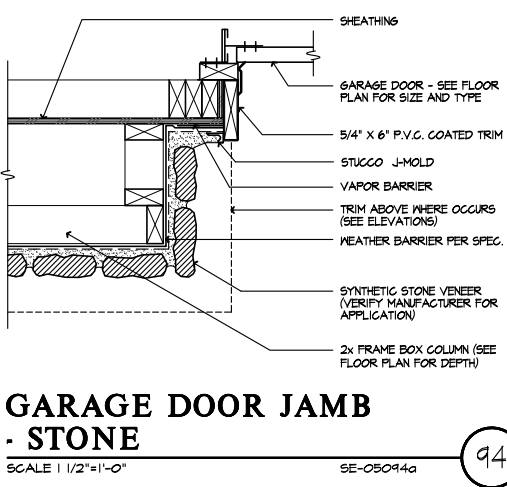 SHEATHING
GARAGE DOOR - SEE FLOOR
PLAN FOR SIZE AND TYPE
5/4" X 6" P.V.C. COATED TRIM
STUCCO J-MOLD
VAPOR BARRIER
TRIM ABOVE WHERE OCCURS
(SEE ELEVATIONS)
WEATHER BARRIER PER SPEC.
SYNTHETIC STONE VENEER
(VERIFY MANUFACTURER FOR
APPLICATION)
2x FRAME BOX COLUMN (SEE
FLOOR PLAN FOR DEPTH)
GARAGE DOOR JAMB
- STONE
94
SCALE 1 1/2"=1'-0"
SE-05094a